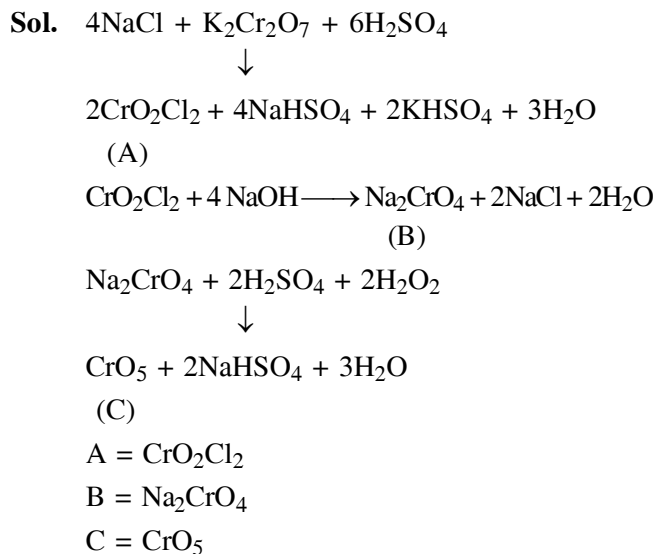 Sol. 4NaCl + K₂Cr₂O₇ + 6H₂SO₄
↓
2CrO₂Cl₂ + 4NaHSO₄ + 2KHSO₄ + 3H₂O
(A)
CrO₂Cl₂ + 4 NaOH ⟶ Na₂CrO₄ + 2NaCl + 2H₂O
(B)
Na₂CrO₄ + 2H₂SO₄ + 2H₂O₂
↓
CrO₅ + 2NaHSO₄ + 3H₂O
(C)
A = CrO₂Cl₂
B = Na₂CrO₄
C = CrO₅